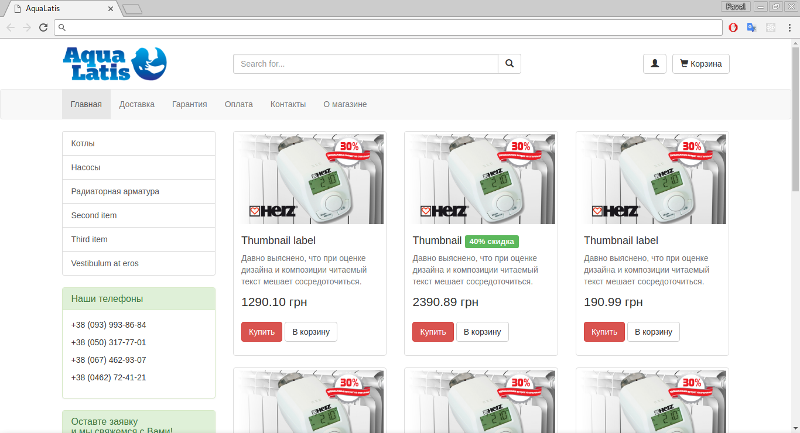 AquaLatis
Pavel
Aqua
Latis
Search for...
Корзина
Главная
Доставка
Гарантия
Оплата
Контакты
О магазине
Котлы
Насосы
Радиаторная арматура
Second item
Third item
Vestibulum at eros
Наши телефоны
+38 (093) 993-86-84
+38 (050) 317-77-01
+38 (067) 462-93-07
+38 (0462) 72-41-21
Оставте заявку
и мы свяжемся с Вами!
30%
HERZ
Thumbnail label
Давно выяснено, что при оценке
дизайна и композиции читаемый
текст мешает сосредоточиться.
1290.10 грн
Купить
В корзину
30%
HERZ
Thumbnail 40% скидка
Давно выяснено, что при оценке
дизайна и композиции читаемый
текст мешает сосредоточиться.
2390.89 грн
Купить
В корзину
30%
HERZ
Thumbnail label
Давно выяснено, что при оценке
дизайна и композиции читаемый
текст мешает сосредоточиться.
190.99 грн
Купить
В корзину
30%
30%
30%